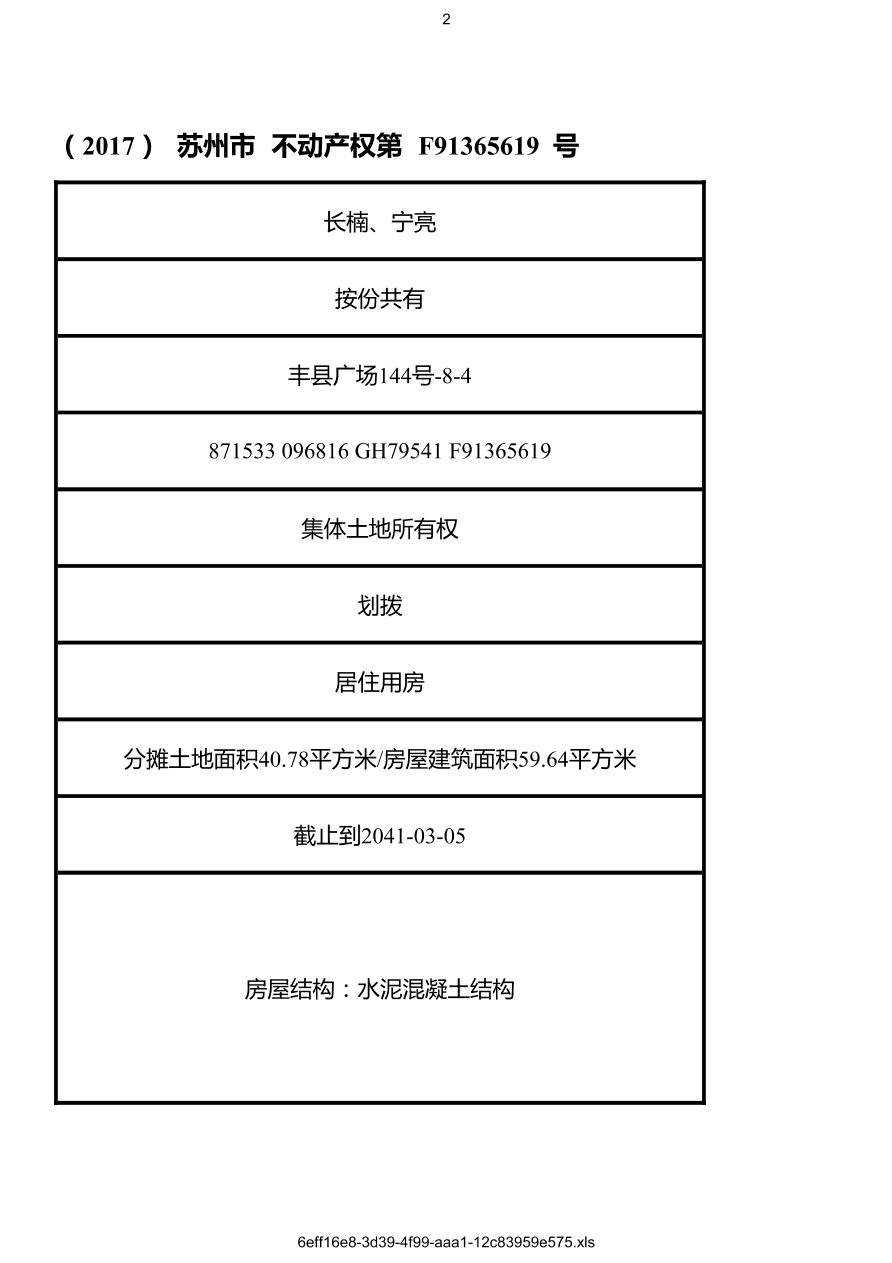 2
（2017） 苏州市 不动产权第 F91365619 号
长楠、宁亮
按份共有
丰县广场144号-8-4
871533 096816 GH79541 F91365619
集体土地所有权
划拨
居住用房
分摊土地面积40.78平方米/房屋建筑面积59.64平方米
截止到2041-03-05
房屋结构：水泥混凝土结构
6eff16e8-3d39-4f99-aaa1-12c83959e575.xls